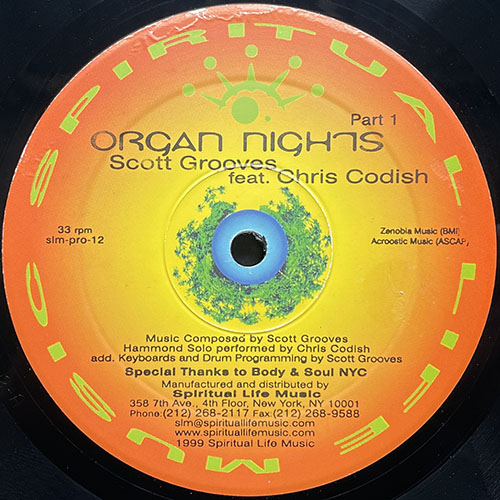 SPIRITUAL LIFE MUSIC
Part 1
ORGAN NIGHTS
Scott Grooves
feat. Chris Codish
33 rpm
slm-pro-12
Zenobia Music (BMI)
Acroostic Music (ASCAP)
Music Composed by Scott Grooves
Hammond Solo performed by Chris Codish
add. Keyboards and Drum Programming by Scott Grooves
Special Thanks to Body & Soul NYC
Manufactured and distributed by
Spiritual Life Music
358 7th Ave., 4th Floor, New York, NY 10001
Phone:(212) 268-2117 Fax:(212) 268-9588
slm@spirituallifemusic.com
www.spirituallifemusic.com
1999 Spiritual Life Music